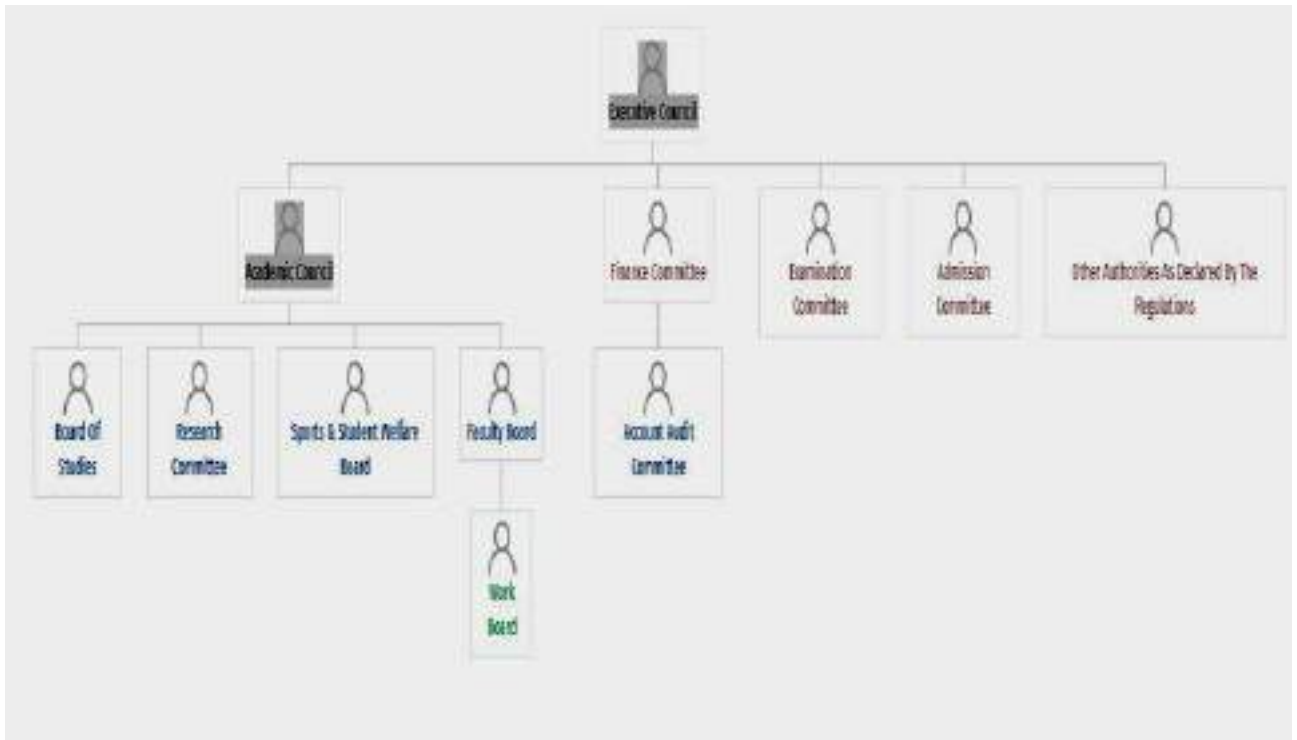 Executive Council
Academic Council
Finance Committee
Examination
Committee
Admission
Committee
Other Authorities As Declared By The
Regulations
Board Of
Studies
Research
Committee
Sports & Student Welfare
Board
Faculty Board
Account Audit
Committee
Work
Board